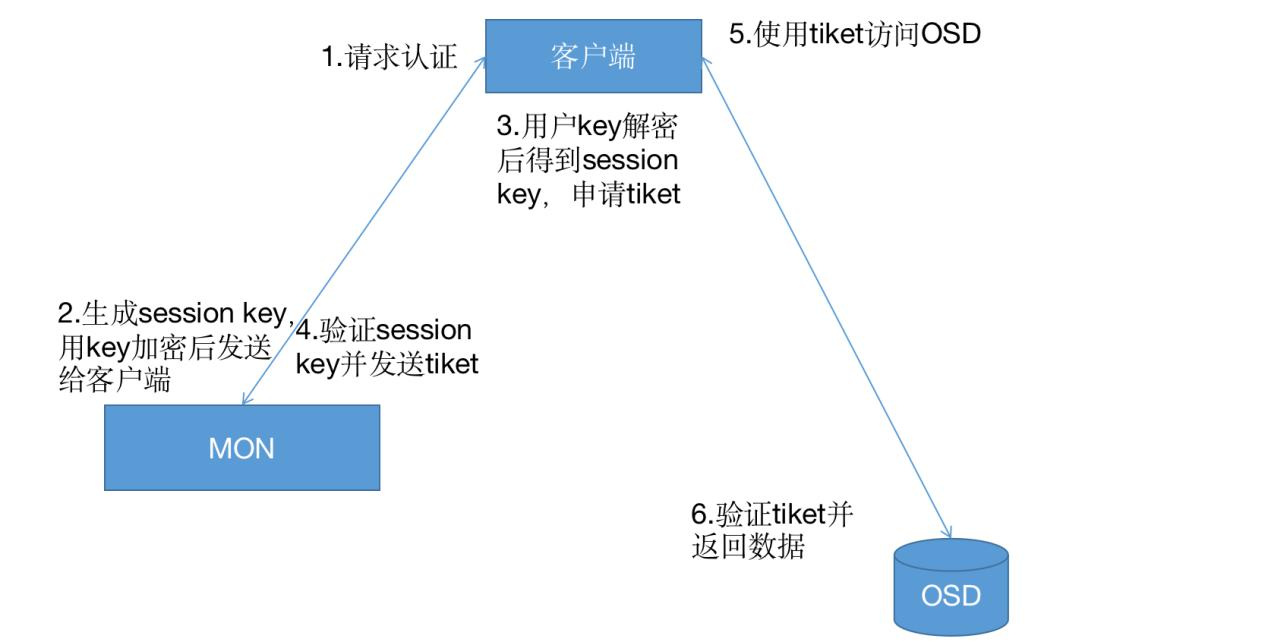 1.请求认证
客户端
5.使用tiket访问OSD
3.用户key解密
后得到session
key，申请tiket
2.生成session key,
用key加密后发送
给客户端
4.验证session
key并发送tiket
MON
6.验证tiket并
返回数据
OSD